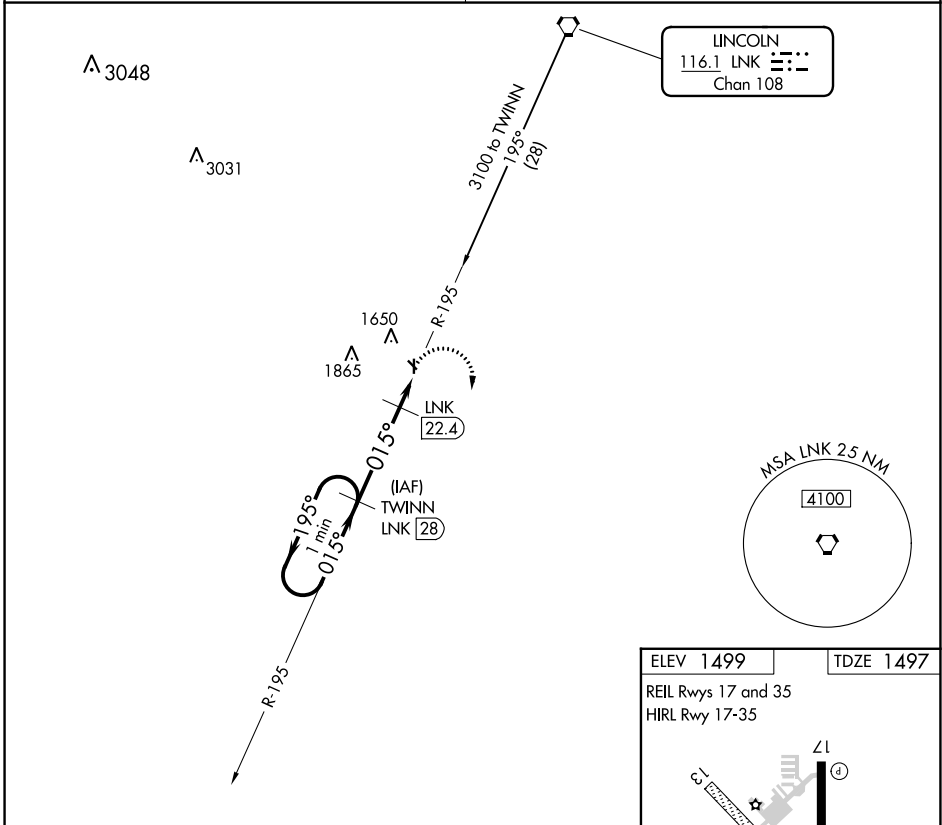 LINCOLN
116.1 LNK
Chan 108
3048
3031
3100 to TWINN
195°
(28)
R-195
1650
1865
LNK
22.4
015°
(IAF)
TWINN
LNK 28
195°
1 min
015°
R-195
MSA LNK 25 NM
4100
ELEV 1499 TDZE 1497
REIL Rwys 17 and 35
HIRL Rwy 17-35
17
P
13